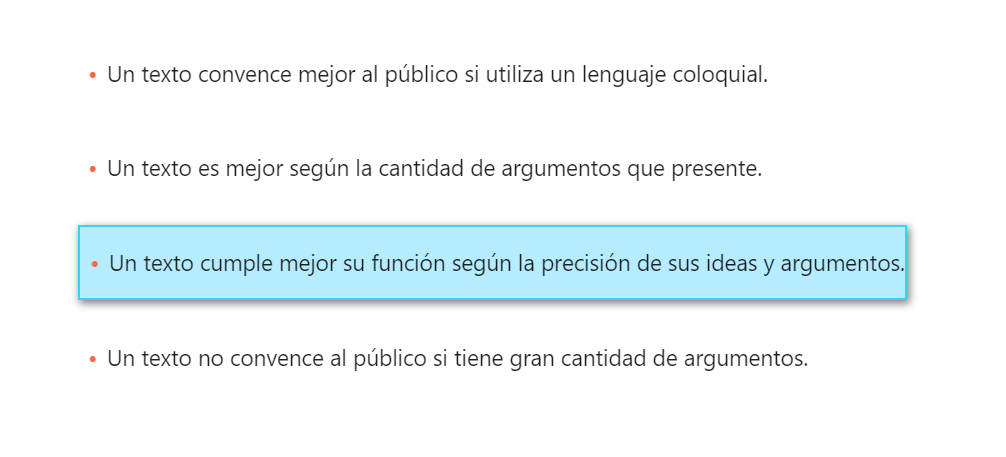 • Un texto convence mejor al público si utiliza un lenguaje coloquial.
• Un texto es mejor según la cantidad de argumentos que presente.
• Un texto cumple mejor su función según la precisión de sus ideas y argumentos.
• Un texto no convence al público si tiene gran cantidad de argumentos.